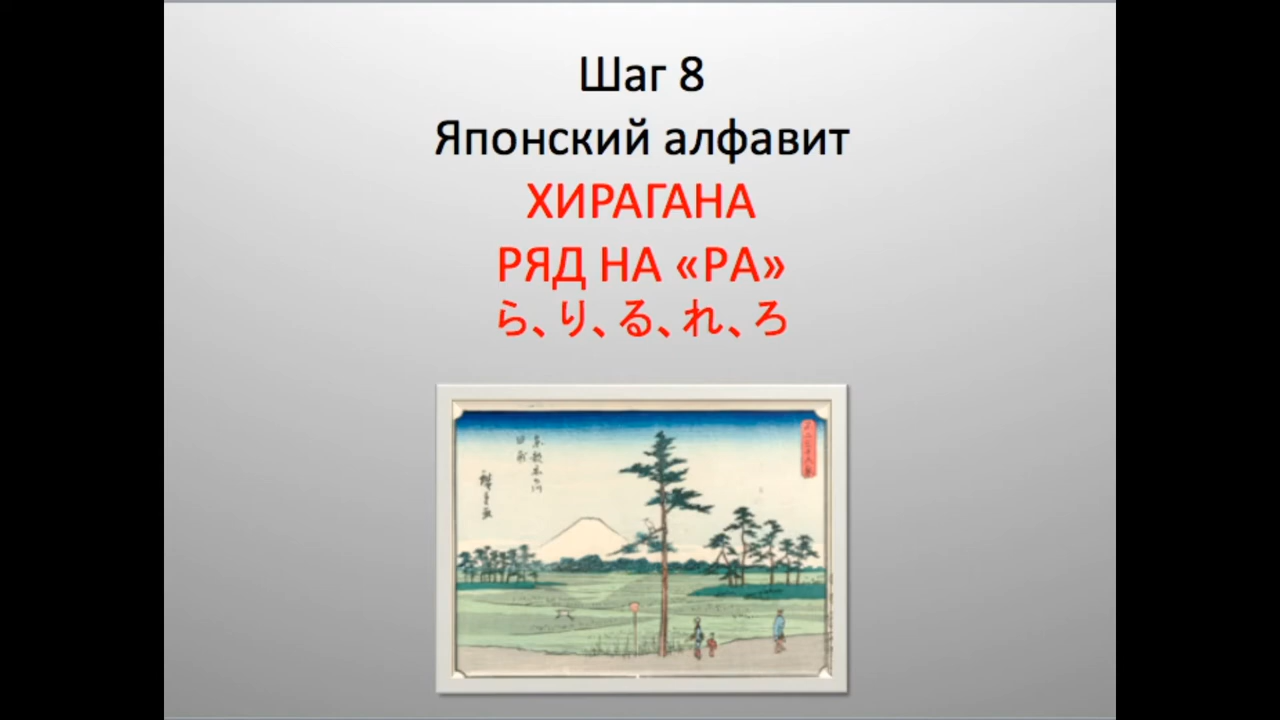 Шаг 8
Японский алфавит
ХИРАГАНА
РЯД НА «РА»
ら、り、る、れ、ろ